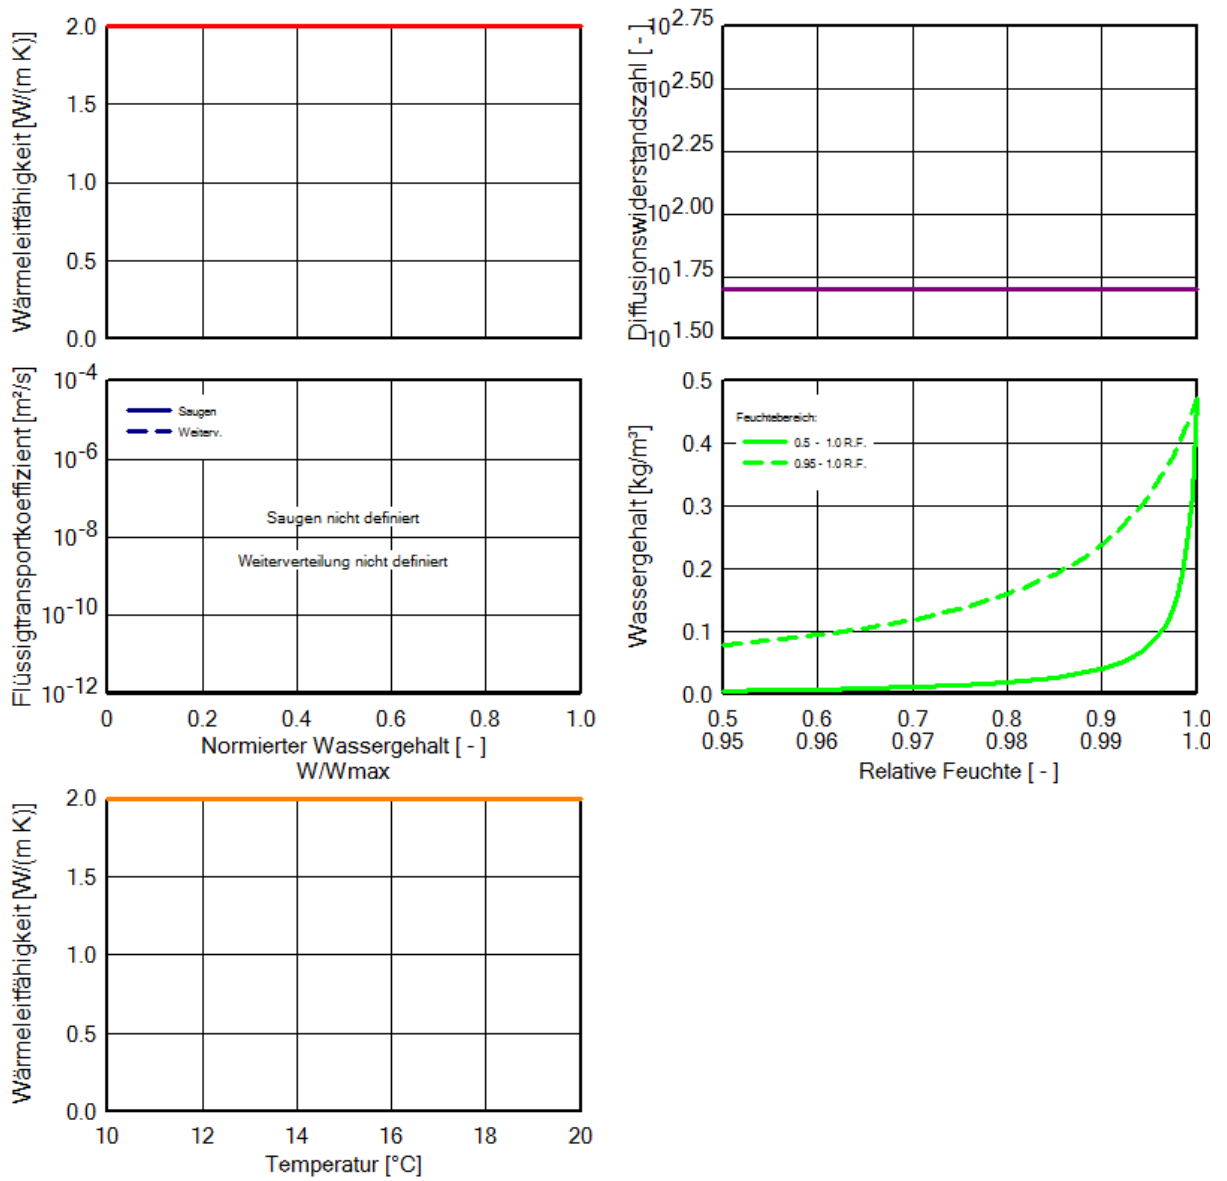 Wärmeleitfähigkeit [W/(m K)]
2.0
1.5
1.0
0.5
0.0
Diffusionswiderstandszahl [ - ]
10^2.75
10^2.50
10^2.25
10^2.00
10^1.75
10^1.50
Flüssigtransportkoeffizient [m²/s]
10^-4
10^-6
10^-8
10^-10
10^-12
Saugen
Weiterv.
Saugen nicht definiert
Weiterverteilung nicht definiert
0 0.2 0.4 0.6 0.8 1.0
Normierter Wassergehalt [ - ]
W/Wmax
Wassergehalt [kg/m³]
0.5
0.4
0.3
0.2
0.1
0.0
Feuchtebereich:
0.5 - 1.0 R.F.
0.95 - 1.0 R.F.
0.5 0.6 0.7 0.8 0.9 1.0
0.95 0.96 0.97 0.98 0.99 1.0
Relative Feuchte [ - ]
Wärmeleitfähigkeit [W/(m K)]
2.0
1.5
1.0
0.5
0.0
10 12 14 16 18 20
Temperatur [°C]